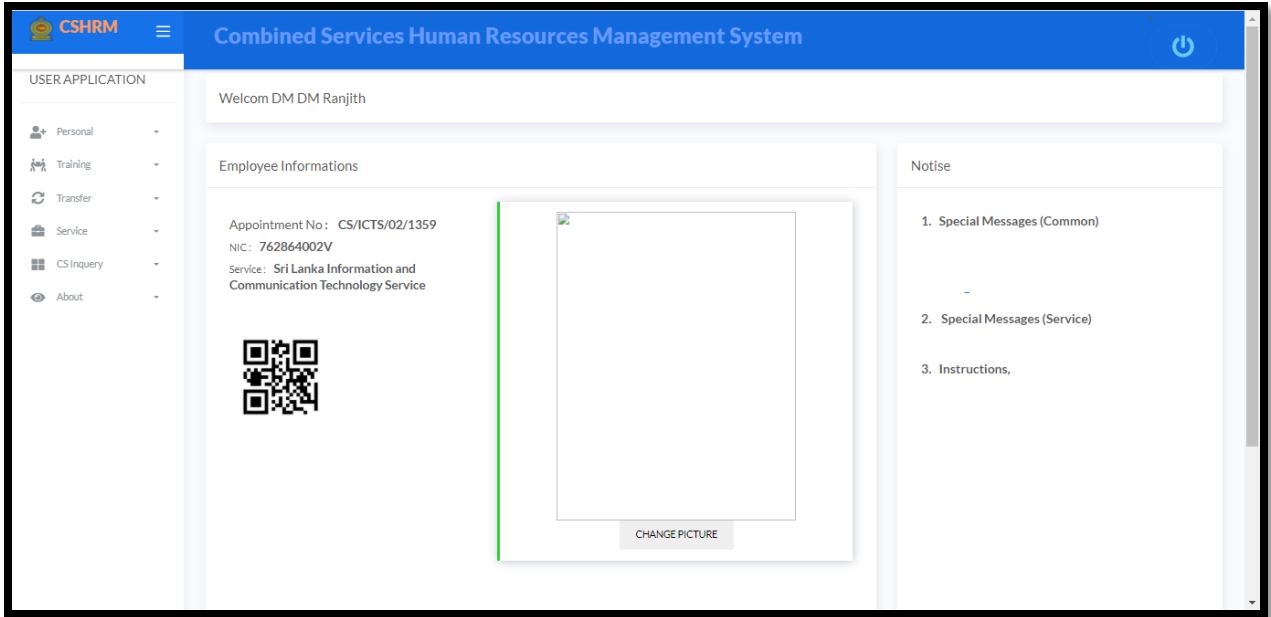 CSHRM
Combined Services Human Resources Management System
USER APPLICATION
Personal
Training
Transfer
Service
CS Inquery
About
Welcom DM DM Ranjith
Employee Informations
Appointment No : CS/ICTS/02/1359
NIC : 762864002V
Service : Sri Lanka Information and
Communication Technology Service
CHANGE PICTURE
Notise
1. Special Messages (Common)
2. Special Messages (Service)
3. Instructions,